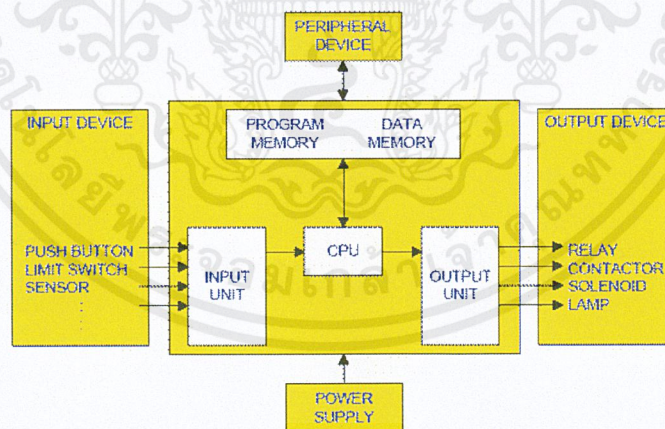 PERIPHERAL
DEVICE
INPUT DEVICE
PROGRAM
MEMORY
DATA
MEMORY
OUTPUT DEVICE
PUSH BUTTON
LIMIT SWITCH
SENSOR
INPUT
UNIT
CPU
OUTPUT
UNIT
RELAY
CONTACTOR
SOLENOID
LAMP
POWER
SUPPLY